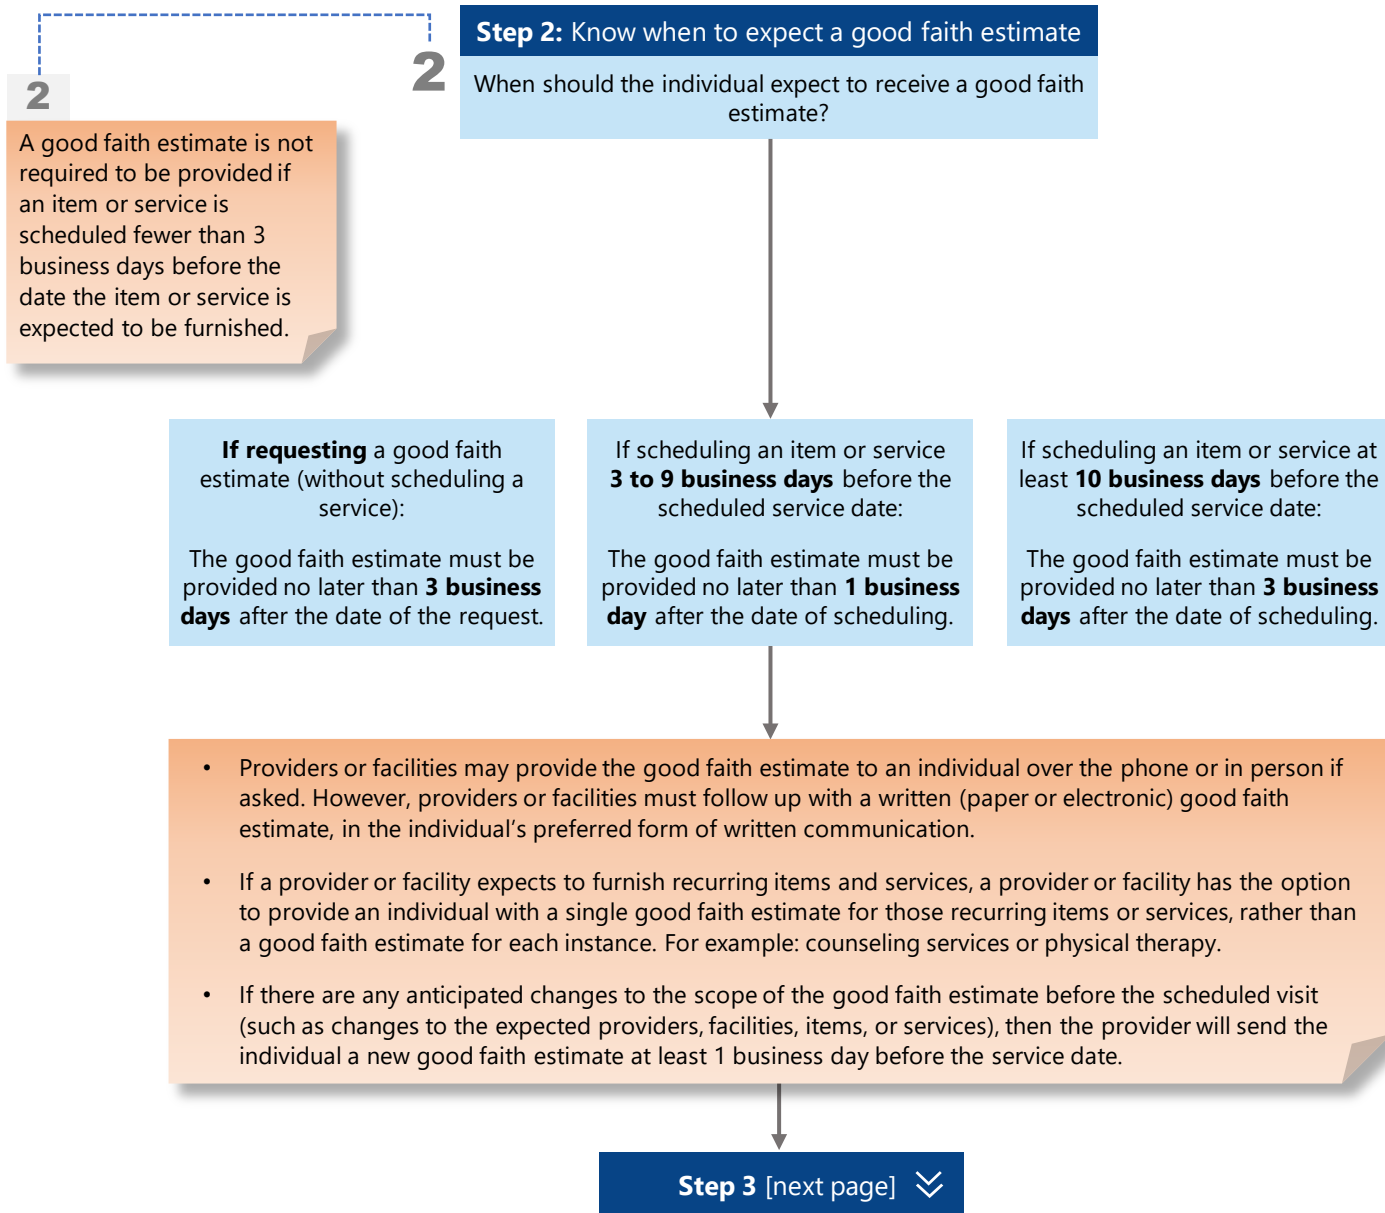 2
2
A good faith estimate is not
required to be provided if
an item or service is
scheduled fewer than 3
business days before the
date the item or service is
expected to be furnished.
Step 2: Know when to expect a good faith estimate
When should the individual expect to receive a good faith
estimate?
If requesting a good faith
estimate (without scheduling a
service):
The good faith estimate must be
provided no later than 3 business
days after the date of the request.
If scheduling an item or service
3 to 9 business days before the
scheduled service date:
The good faith estimate must be
provided no later than 1 business
day after the date of scheduling.
If scheduling an item or service at
least 10 business days before the
scheduled service date:
The good faith estimate must be
provided no later than 3 business
days after the date of scheduling.
• Providers or facilities may provide the good faith estimate to an individual over the phone or in person if
asked. However, providers or facilities must follow up with a written (paper or electronic) good faith
estimate, in the individual’s preferred form of written communication.
• If a provider or facility expects to furnish recurring items and services, a provider or facility has the option
to provide an individual with a single good faith estimate for those recurring items or services, rather than
a good faith estimate for each instance. For example: counseling services or physical therapy.
• If there are any anticipated changes to the scope of the good faith estimate before the scheduled visit
(such as changes to the expected providers, facilities, items, or services), then the provider will send the
individual a new good faith estimate at least 1 business day before the service date.
Step 3 [next page]